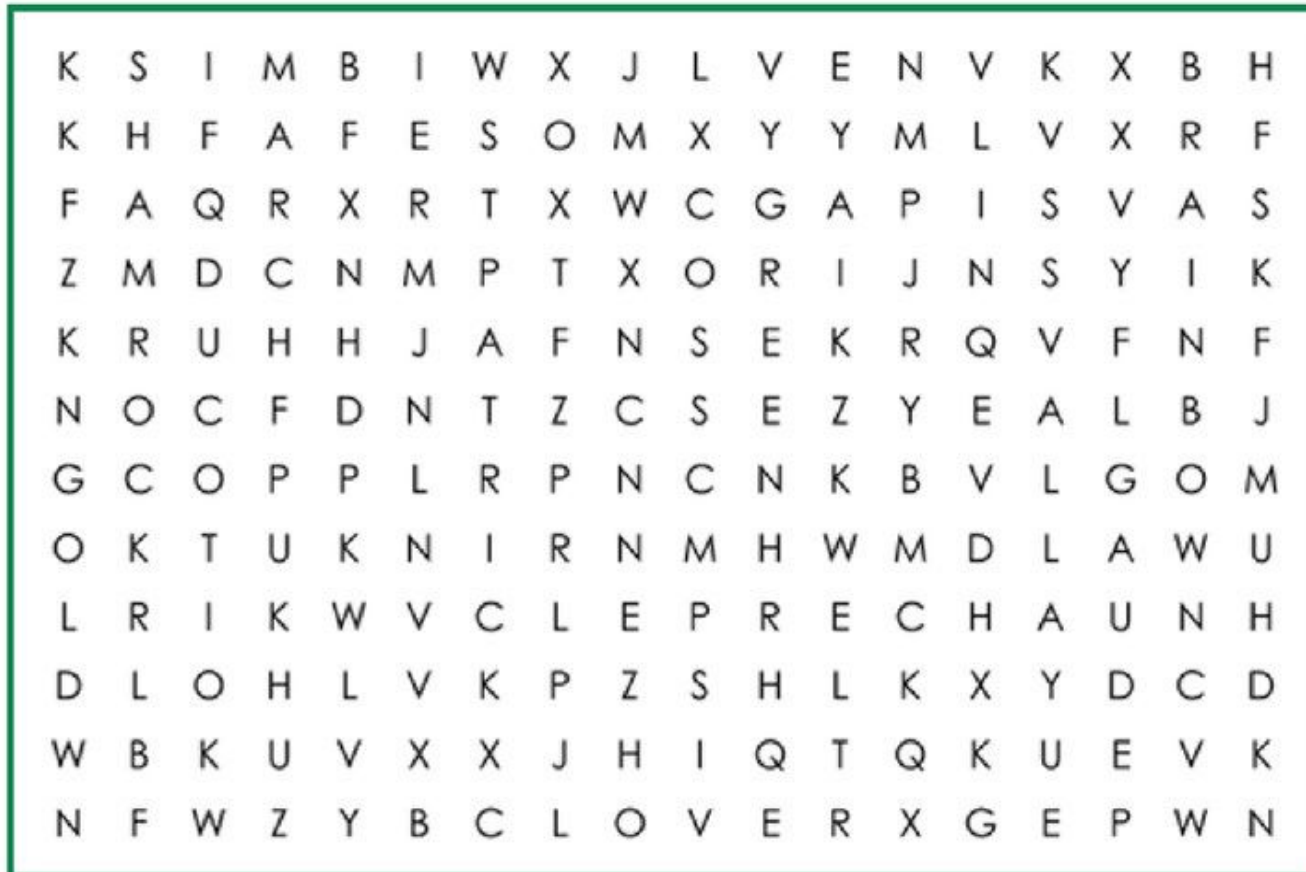 K S I M B I W X J L V E N V K X B H
K H F A F E S O M X Y Y M L V X R F
F A Q R X R T X W C G A P I S V A S
Z M D C N M P T X O R I J N S Y I K
K R U H H J A F N S E K R Q V F N F
N O C F D N T Z C S E Z Y E A L B J
G C O P P L R P N C N K B V L G O M
O K T U K N I R N M H W M D L A W U
L R I K W V C L E P R E C H A U N H
D L O H L V K P Z S H L K X Y D C D
W B K U V X X J H I Q T Q K U E V K
N F W Z Y B C L O V E R X G E P W N